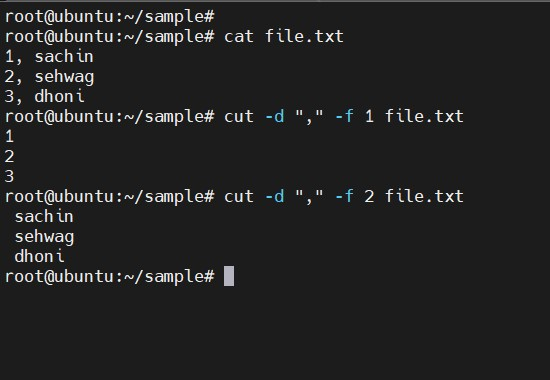 root@ubuntu:~/sample#
root@ubuntu:~/sample# cat file.txt
1, sachin
2, sehwag
3, dhoni
root@ubuntu:~/sample# cut -d "," -f 1 file.txt
1
2
3
root@ubuntu:~/sample# cut -d "," -f 2 file.txt
 sachin
 sehwag
 dhoni
root@ubuntu:~/sample#